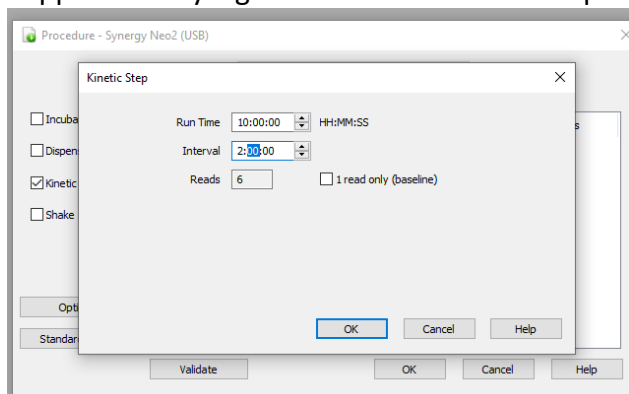 Procedure - Synergy Neo2 (USB)
Kinetic Step
Run Time 10:00:00 HH:MM:SS
Interval 2:00:00
Reads 6 1 read only (baseline)
Incuba
Dispen
Kinetic
Shake
s
Opti
Standar
OK Cancel Help
Validate OK Cancel Help